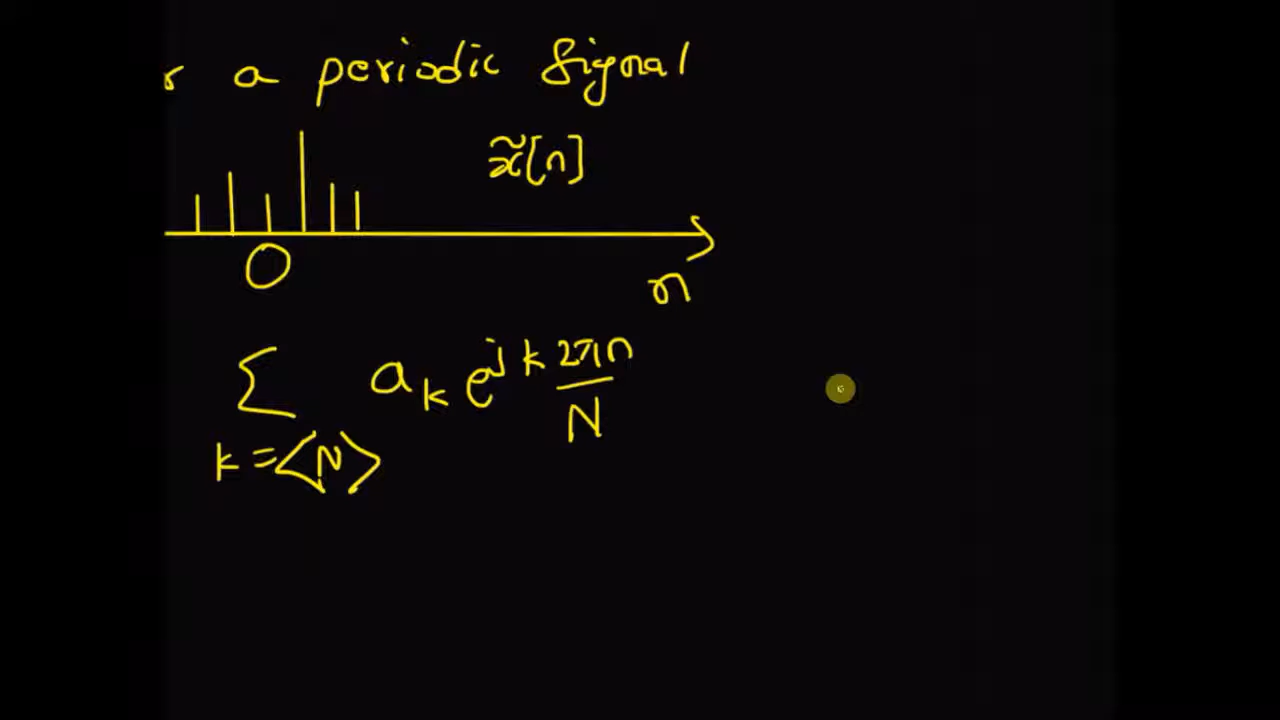 r a periodic signal
x̃[n]
0
n
∑ a_k e^{jk 2πn/N}
k=⟨N⟩